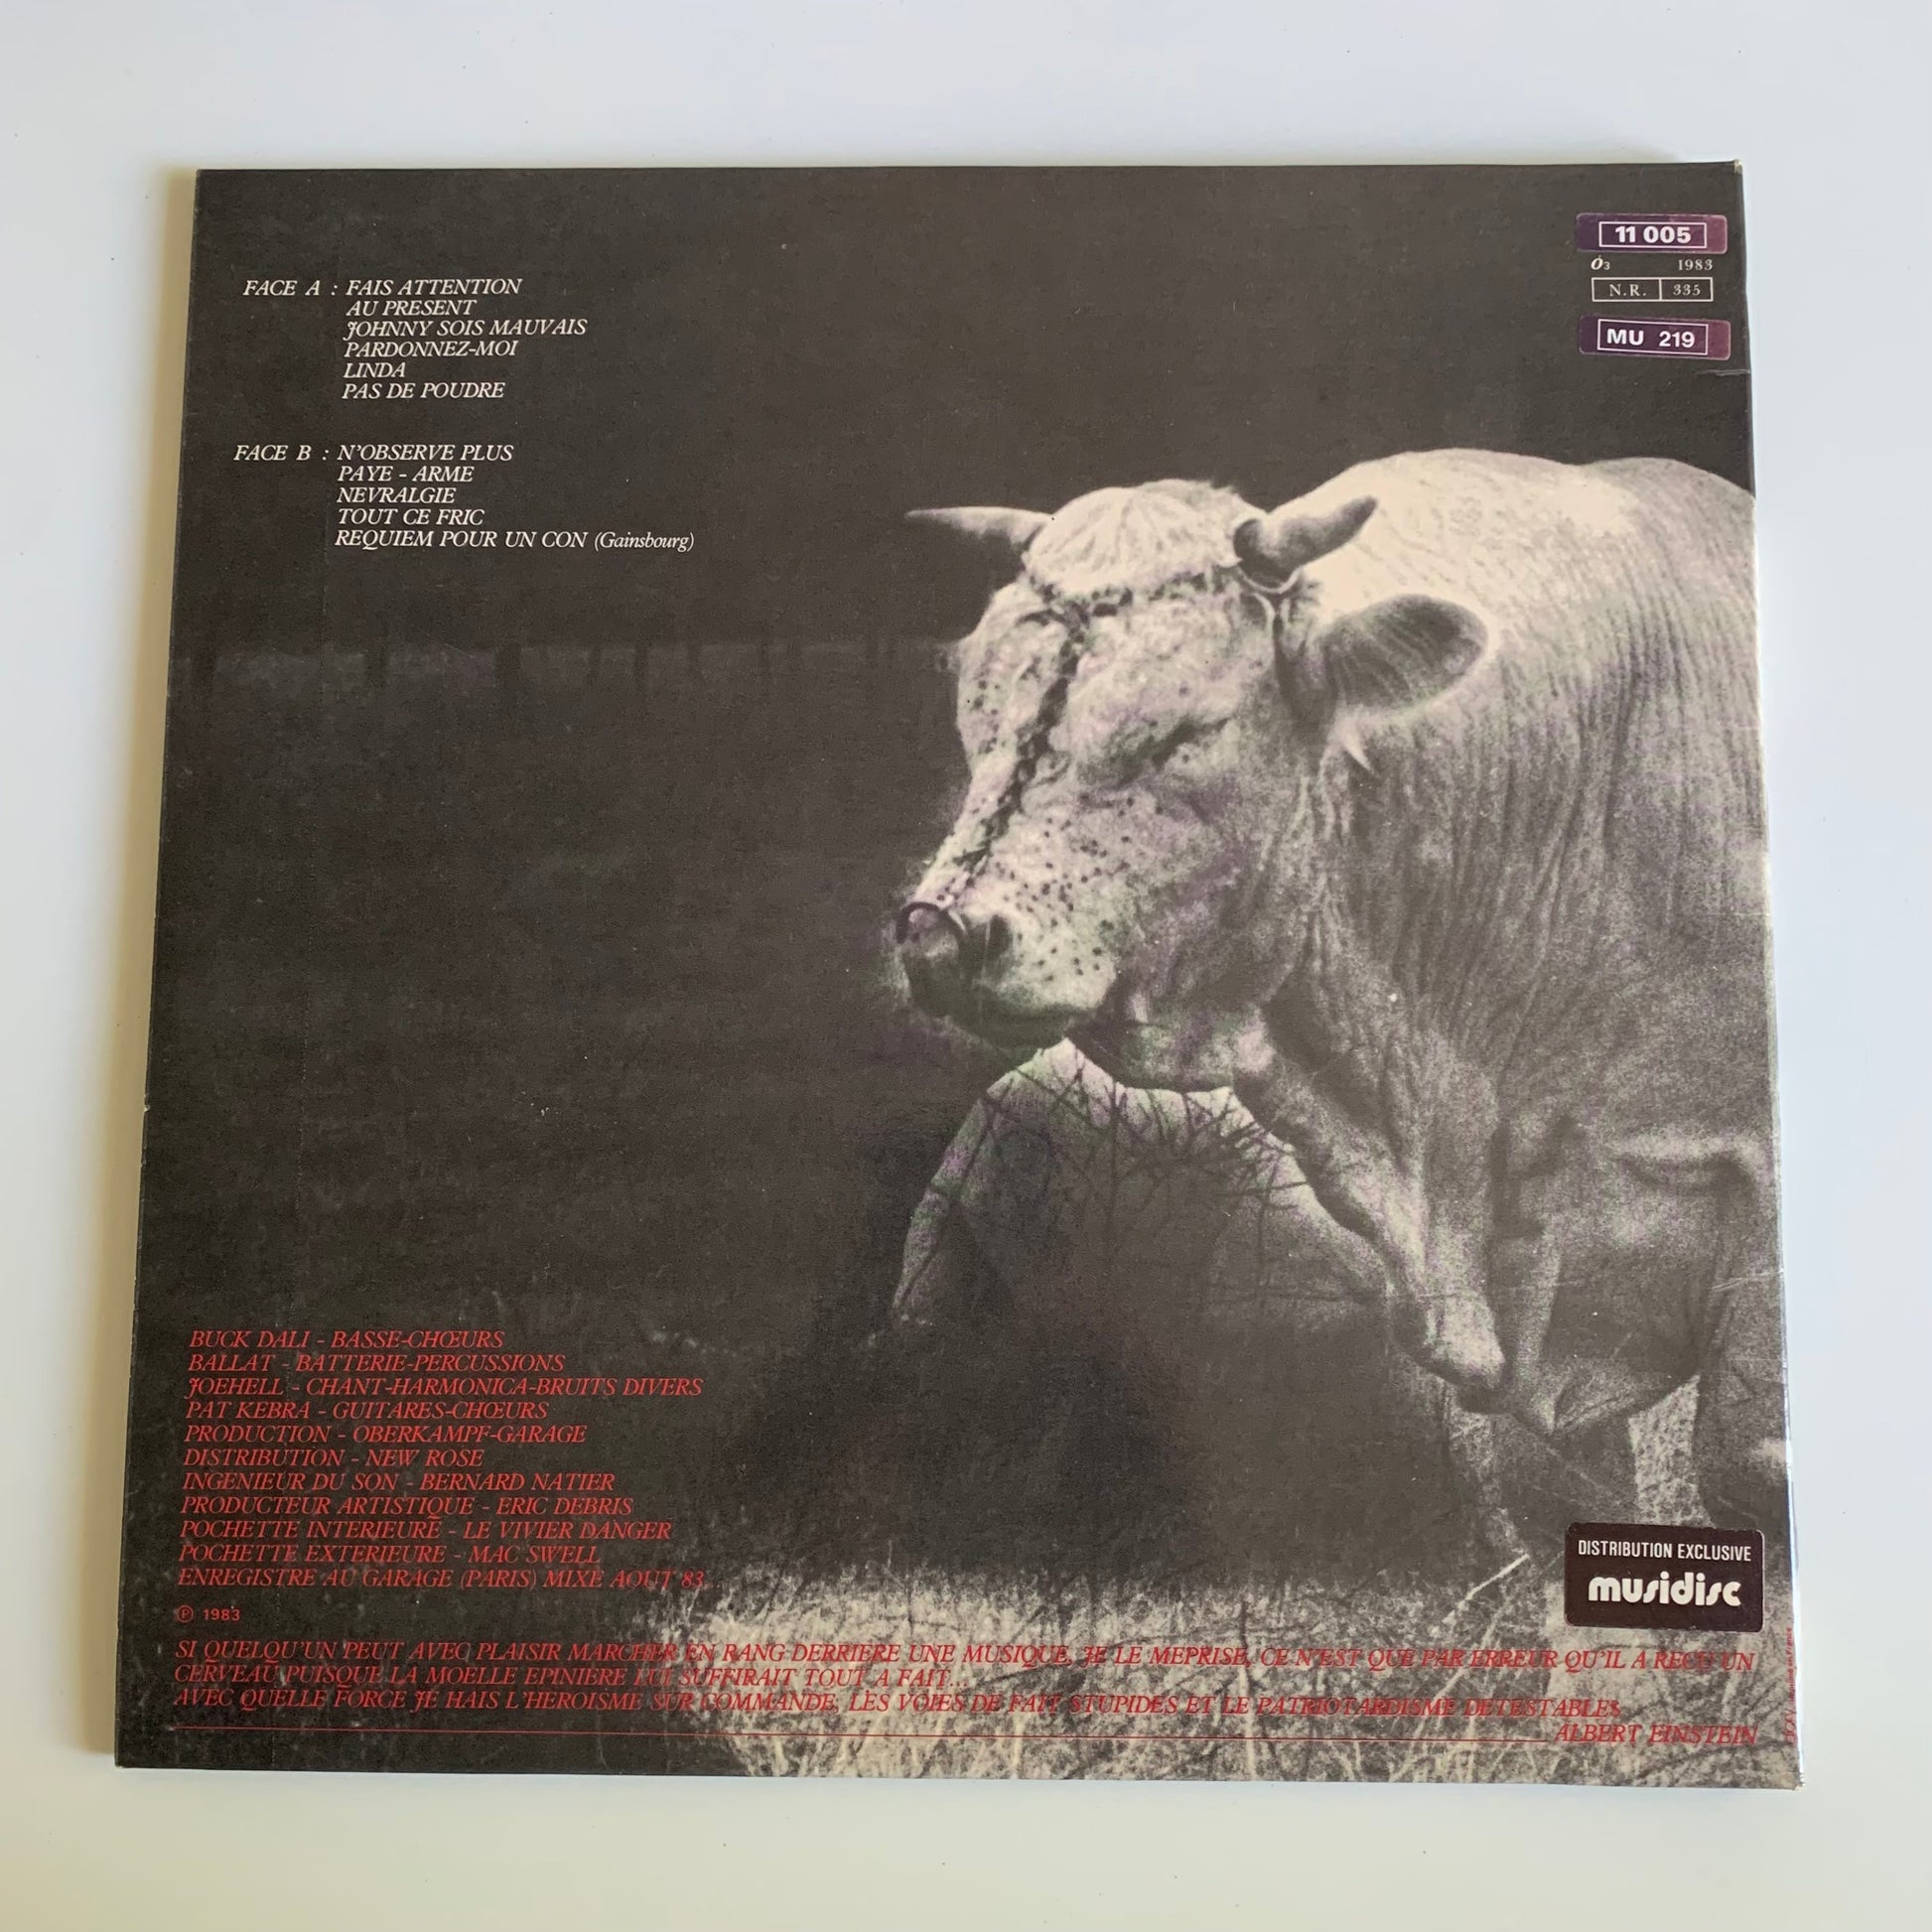 11 005
Ó3 1983
N.R. 335
MU 219
FACE A : FAIS ATTENTION
AU PRESENT
JOHNNY SOIS MAUVAIS
PARDONNEZ-MOI
LINDA
PAS DE POUDRE
FACE B : N'OBSERVE PLUS
PAYE - ARME
NEVRALGIE
TOUT CE FRIC
REQUIEM POUR UN CON (Gainsbourg)
BUCK DALI - BASSE-CHŒURS
BALLAT - BATTERIE-PERCUSSIONS
JOEHELL - CHANT-HARMONICA-BRUITS DIVERS
PAT KEBRA - GUITARES-CHŒURS
PRODUCTION - OBERKAMPF-GARAGE
DISTRIBUTION - NEW ROSE
INGENIEUR DU SON - BERNARD NATIER
PRODUCTEUR ARTISTIQUE - ERIC DEBRIS
POCHETTE INTERIEURE - LE VIVIER DANGER
POCHETTE EXTERIEURE - MAC SWELL
ENREGISTRE AU GARAGE (PARIS) MIXE AOUT 83.
℗ 1983
DISTRIBUTION EXCLUSIVE
musidisc
SI QUELQU'UN PEUT AVEC PLAISIR MARCHER EN RANG DERRIERE UNE MUSIQUE, JE LE MEPRISE, CE N'EST QUE PAR ERREUR QU'IL A RECU UN
CERVEAU PUISQUE LA MOELLE EPINIÈRE LUI SUFFIRAIT TOUT A FAIT...
AVEC QUELLE FORCE JE HAIS L'HEROISME SUR COMMANDE, LES VOIES DE FAIT STUPIDES ET LE PATRIOTARDISME DETESTABLES
ALBERT EINSTEIN